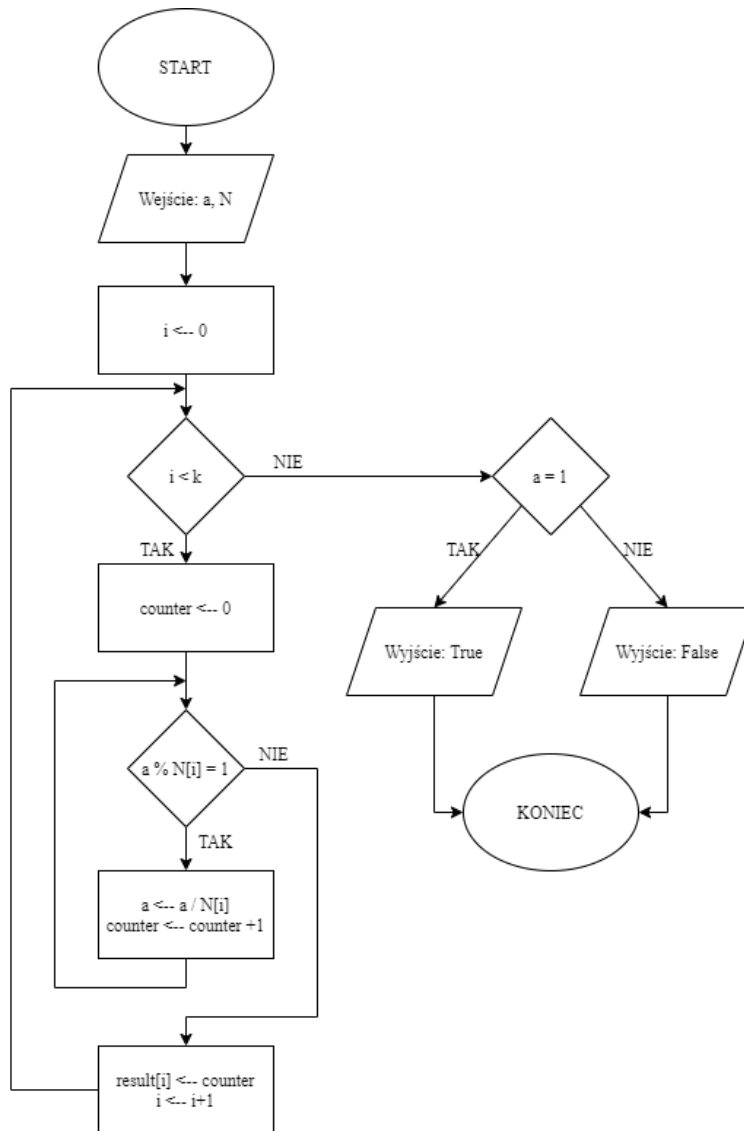 START
Wejście: a, N
i <-- 0
i < k
NIE
a = 1
TAK
TAK
NIE
counter <-- 0
Wyjście: True
Wyjście: False
a % N[i] = 1
NIE
KONIEC
TAK
a <-- a / N[i]
counter <-- counter +1
result[i] <-- counter
i <-- i+1